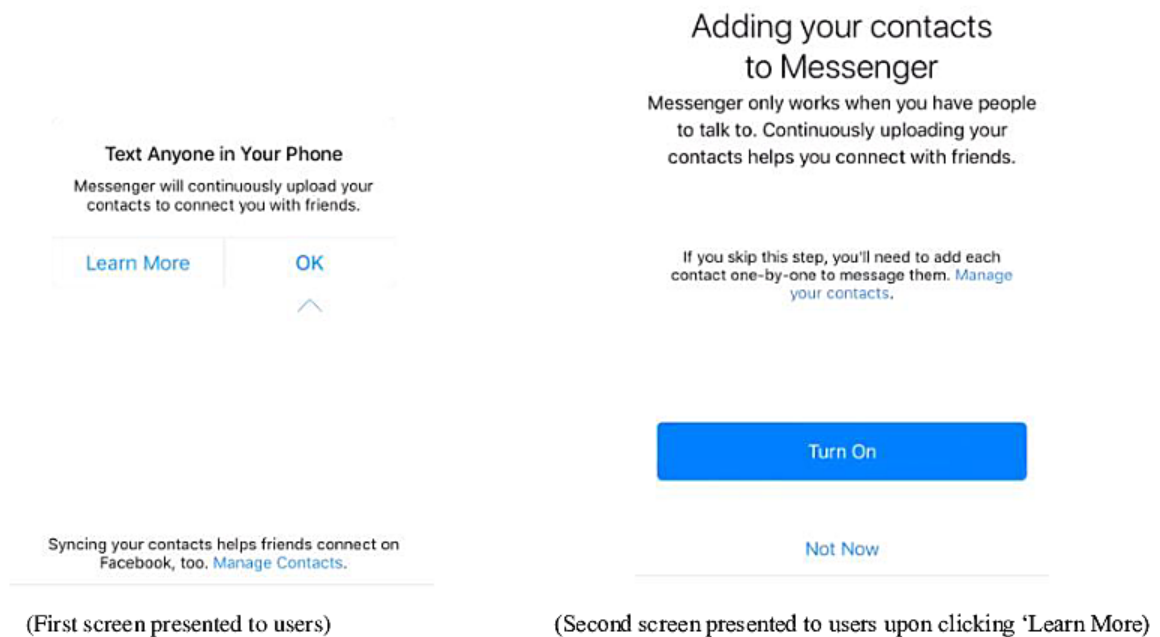 Text Anyone in Your Phone
Messenger will continuously upload your
contacts to connect you with friends.
Learn More
OK
Syncing your contacts helps friends connect on
Facebook, too. Manage Contacts.
(First screen presented to users)
Adding your contacts
to Messenger
Messenger only works when you have people
to talk to. Continuously uploading your
contacts helps you connect with friends.
If you skip this step, you'll need to add each
contact one-by-one to message them. Manage
your contacts.
Turn On
Not Now
(Second screen presented to users upon clicking ‘Learn More)